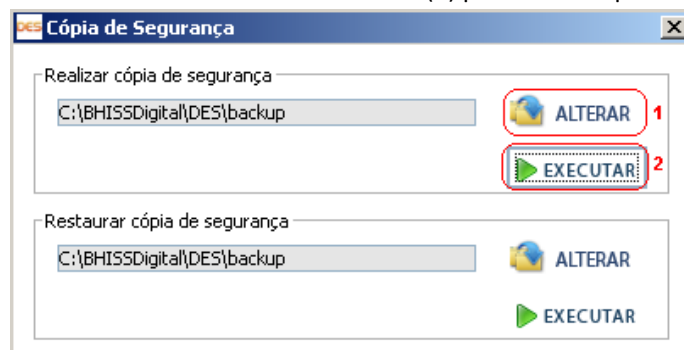 DES Cópia de Segurança
Realizar cópia de segurança
C:\BHISSDigital\DES\backup
ALTERAR 1
EXECUTAR 2
Restaurar cópia de segurança
C:\BHISSDigital\DES\backup
ALTERAR
EXECUTAR